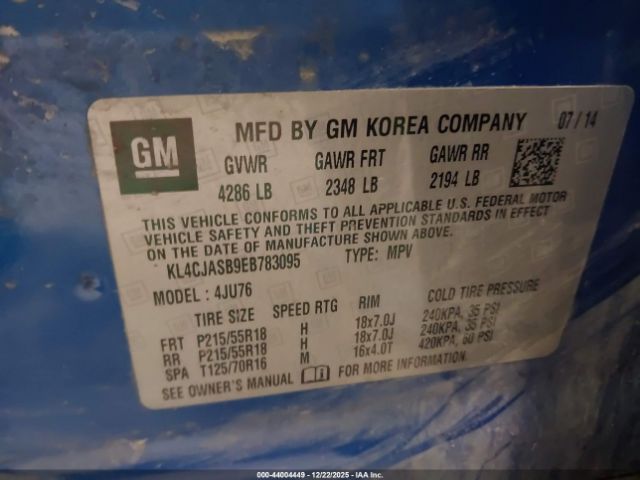 GM
MFD BY GM KOREA COMPANY 07/14
GVWR GAWR FRT GAWR RR
4286 LB 2348 LB 2194 LB
THIS VEHICLE CONFORMS TO ALL APPLICABLE U.S. FEDERAL MOTOR
VEHICLE SAFETY AND THEFT PREVENTION STANDARDS IN EFFECT
ON THE DATE OF MANUFACTURE SHOWN ABOVE.
KL4CJASB9EB783095 TYPE: MPV
MODEL: 4JU76
TIRE SIZE SPEED RTG RIM COLD TIRE PRESSURE
FRT P215/55R18 H 18x7.0J 240KPA, 35 PSI
RR P215/55R18 H 18x7.0J 240KPA, 35 PSI
SPA T125/70R16 M 16x4.0T 420KPA, 60 PSI
SEE OWNER'S MANUAL FOR MORE INFORMATION.
000-44004449 - 12/22/2025 - IAA Inc.